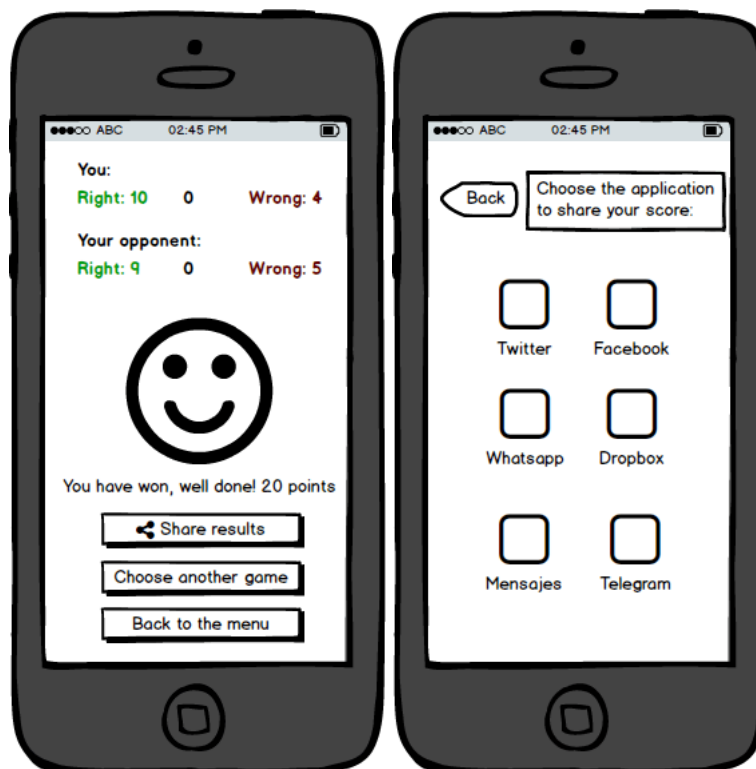 ABC 02:45 PM
You:
Right: 10 0 Wrong: 4
Your opponent:
Right: 9 0 Wrong: 5
You have won, well done! 20 points
Share results
Choose another game
Back to the menu
ABC 02:45 PM
Back
Choose the application
to share your score:
Twitter Facebook
Whatsapp Dropbox
Mensajes Telegram